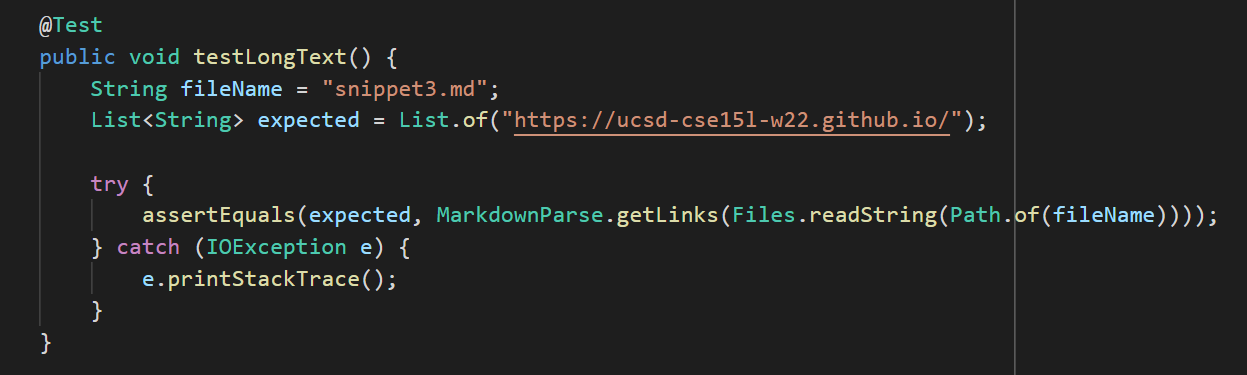 @Test
public void testLongText() {
    String fileName = "snippet3.md";
    List<String> expected = List.of("https://ucsd-cse15l-w22.github.io/");

    try {
        assertEquals(expected, MarkdownParse.getLinks(Files.readString(Path.of(fileName))));
    } catch (IOException e) {
        e.printStackTrace();
    }
}